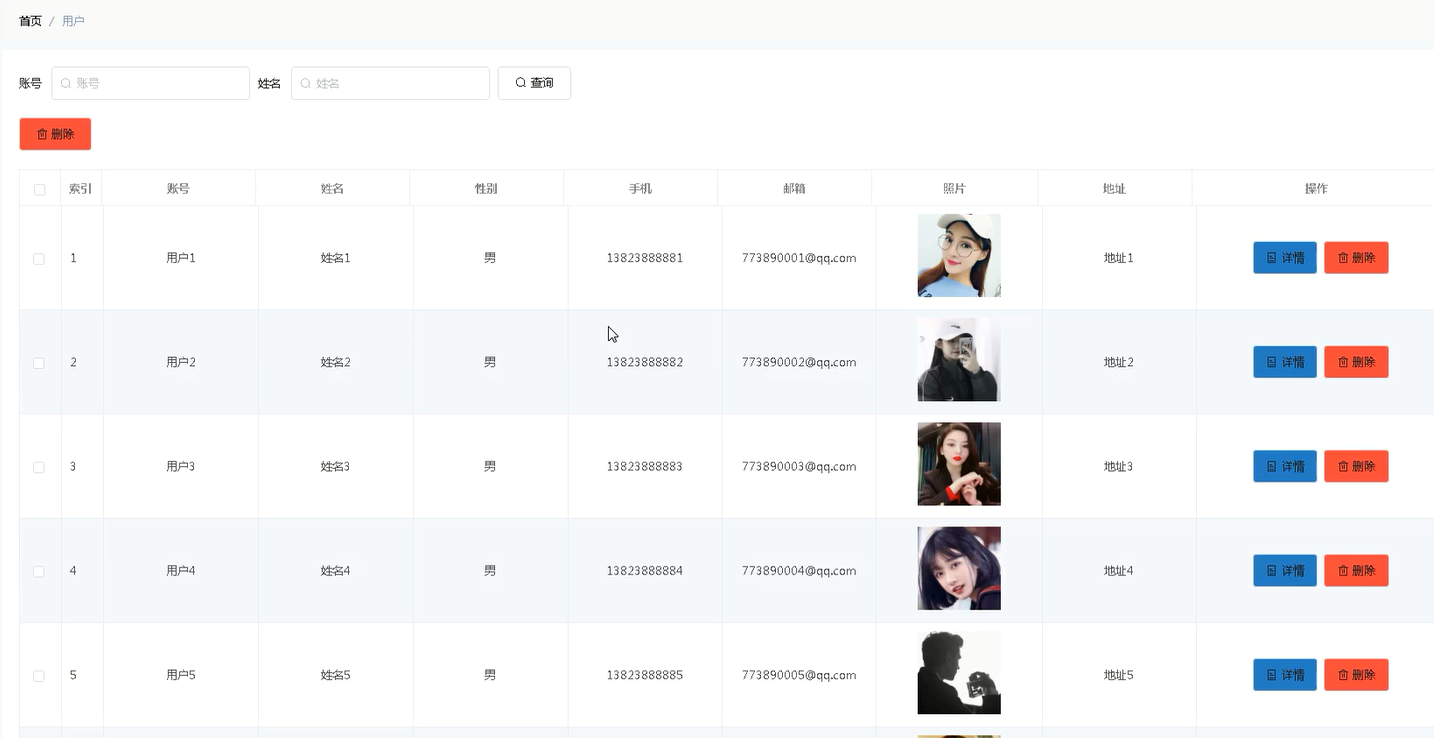 首页 / 用户
账号 账号 姓名 姓名 查询
删除
索引 账号 姓名 性别 手机 邮箱 照片 地址 操作
1 用户1 姓名1 男 13823888881 773890001@qq.com 地址1 详情 删除
2 用户2 姓名2 男 13823888882 773890002@qq.com 地址2 详情 删除
3 用户3 姓名3 男 13823888883 773890003@qq.com 地址3 详情 删除
4 用户4 姓名4 男 13823888884 773890004@qq.com 地址4 详情 删除
5 用户5 姓名5 男 13823888885 773890005@qq.com 地址5 详情 删除